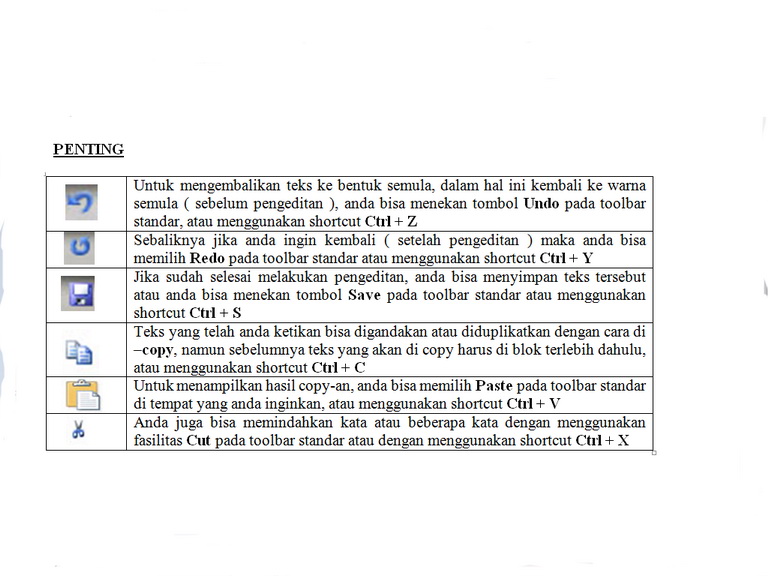 PENTING
Untuk mengembalikan teks ke bentuk semula, dalam hal ini kembali ke warna
semula ( sebelum pengeditan ), anda bisa menekan tombol Undo pada toolbar
standar, atau menggunakan shortcut Ctrl + Z
Sebaliknya jika anda ingin kembali ( setelah pengeditan ) maka anda bisa
memilih Redo pada toolbar standar atau menggunakan shortcut Ctrl + Y
Jika sudah selesai melakukan pengeditan, anda bisa menyimpan teks tersebut
atau anda bisa menekan tombol Save pada toolbar standar atau menggunakan
shortcut Ctrl + S
Teks yang telah anda ketikan bisa digandakan atau diduplikatkan dengan cara di
–copy, namun sebelumnya teks yang akan di copy harus di blok terlebih dahulu,
atau menggunakan shortcut Ctrl + C
Untuk menampilkan hasil copy-an, anda bisa memilih Paste pada toolbar standar
di tempat yang anda inginkan, atau menggunakan shortcut Ctrl + V
Anda juga bisa memindahkan kata atau beberapa kata dengan menggunakan
fasilitas Cut pada toolbar standar atau dengan menggunakan shortcut Ctrl + X